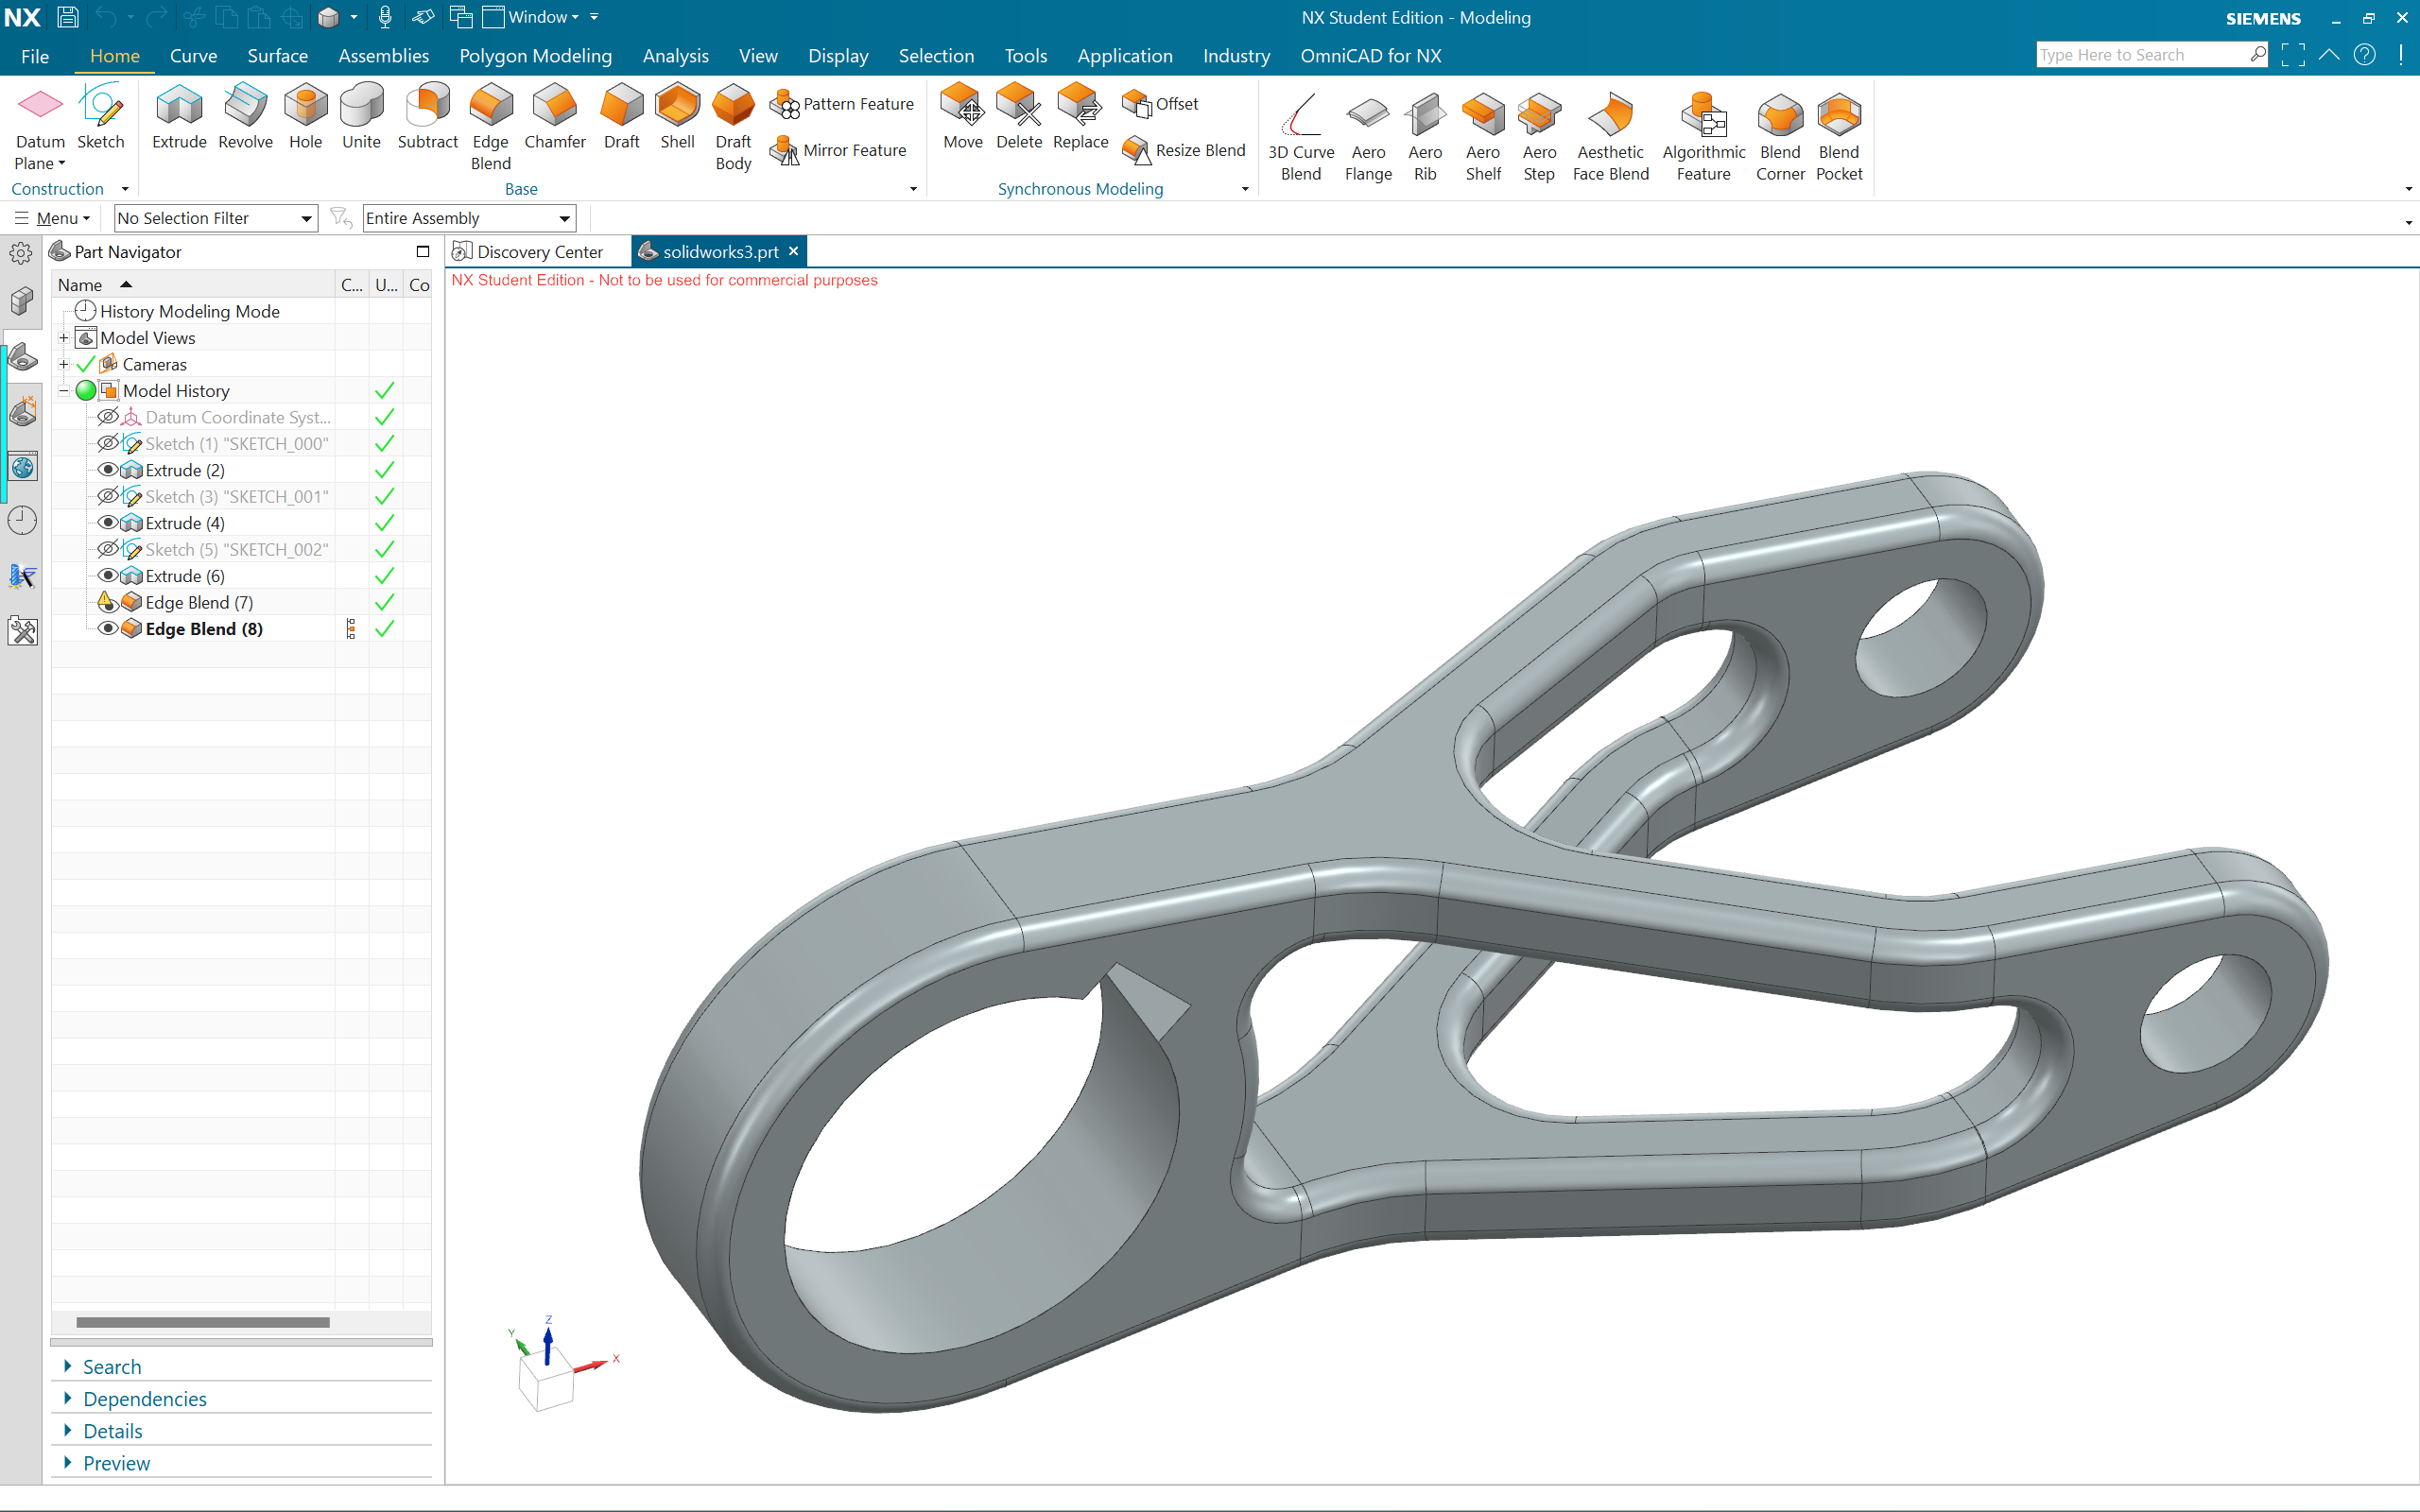 NX Window NX Student Edition - Modeling SIEMENS
File Home Curve Surface Assemblies Polygon Modeling Analysis View Display Selection Tools Application Industry OmniCAD for NX Type Here to Search
Datum Plane Sketch Extrude Revolve Hole Unite Subtract Edge Blend Chamfer Draft Shell Draft Body Pattern Feature Mirror Feature Move Delete Replace Offset Resize Blend 3D Curve Blend Aero Flange Aero Rib Aero Shelf Aero Step Aesthetic Face Blend Algorithmic Feature Blend Corner Blend Pocket
Construction Base Synchronous Modeling
Menu No Selection Filter Entire Assembly
Part Navigator Discovery Center solidworks3.prt
NX Student Edition - Not to be used for commercial purposes
Name C... U... Co
History Modeling Mode
Model Views
Cameras
Model History
Datum Coordinate Syst...
Sketch (1) "SKETCH_000"
Extrude (2)
Sketch (3) "SKETCH_001"
Extrude (4)
Sketch (5) "SKETCH_002"
Extrude (6)
Edge Blend (7)
Edge Blend (8)
Z
Y
X
Search
Dependencies
Details
Preview